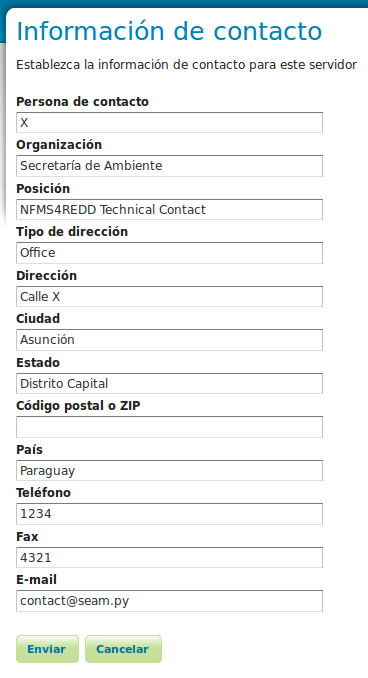 Información de contacto
Establezca la información de contacto para este servidor
Persona de contacto
X
Organización
Secretaría de Ambiente
Posición
NFMS4REDD Technical Contact
Tipo de dirección
Office
Dirección
Calle X
Ciudad
Asunción
Estado
Distrito Capital
Código postal o ZIP
País
Paraguay
Teléfono
1234
Fax
4321
E-mail
contact@seam.py
Enviar Cancelar